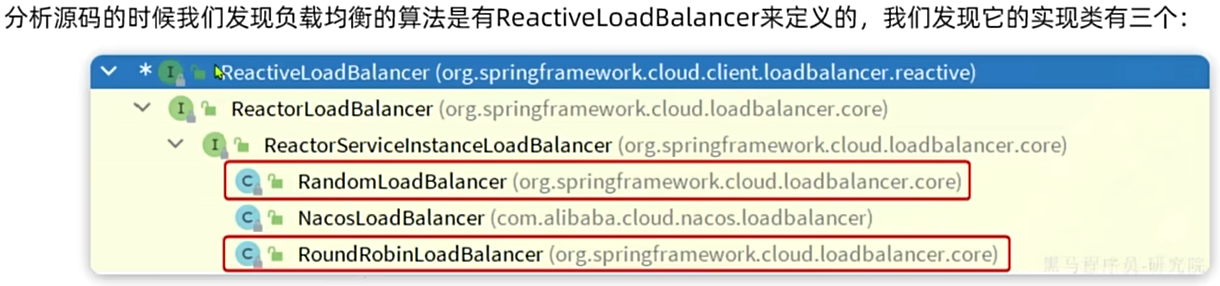 分析源码的时候我们发现负载均衡的算法是有ReactiveLoadBalancer来定义的，我们发现它的实现类有三个：
* I ReactiveLoadBalancer (org.springframework.cloud.client.loadbalancer.reactive)
I ReactorLoadBalancer (org.springframework.cloud.loadbalancer.core)
I ReactorServiceInstanceLoadBalancer (org.springframework.cloud.loadbalancer.core)
C RandomLoadBalancer (org.springframework.cloud.loadbalancer.core)
C NacosLoadBalancer (com.alibaba.cloud.nacos.loadbalancer)
C RoundRobinLoadBalancer (org.springframework.cloud.loadbalancer.core)
黑马程序员-研究院